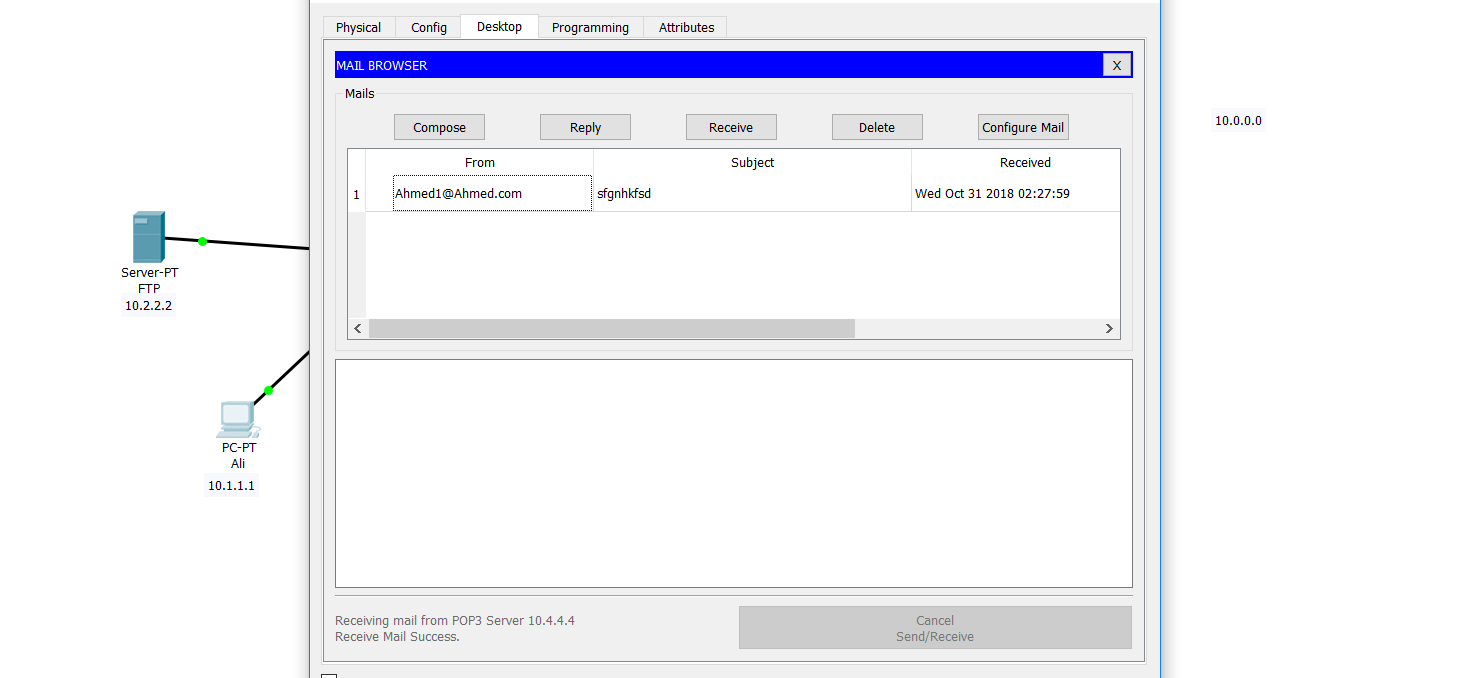 Physical Config Desktop Programming Attributes
MAIL BROWSER X
Mails
Compose Reply Receive Delete Configure Mail
From Subject Received
1 Ahmed1@Ahmed.com sfgnhkfsd Wed Oct 31 2018 02:27:59
Receiving mail from POP3 Server 10.4.4.4
Receive Mail Success.
Cancel
Send/Receive
10.0.0.0
Server-PT
FTP
10.2.2.2
PC-PT
Ali
10.1.1.1